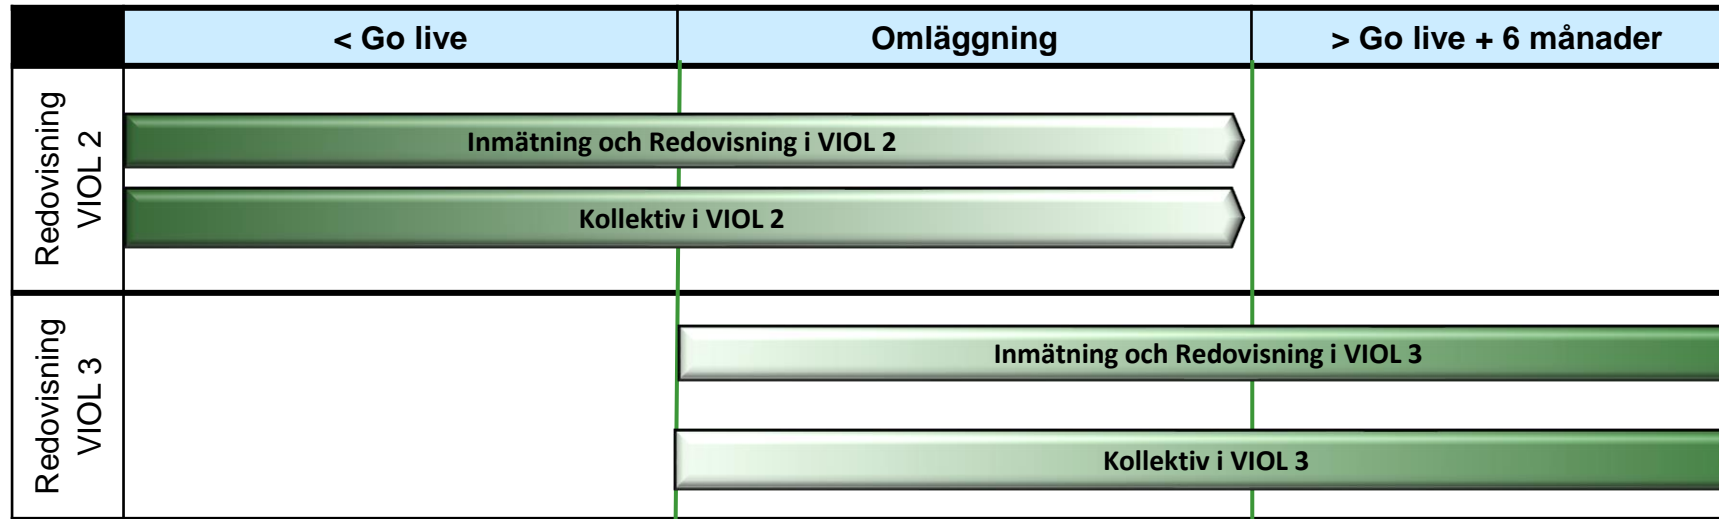 < Go live
Omläggning
> Go live + 6 månader
Redovisning
VIOL 2
Inmätning och Redovisning i VIOL 2
Kollektiv i VIOL 2
Redovisning
VIOL 3
Inmätning och Redovisning i VIOL 3
Kollektiv i VIOL 3